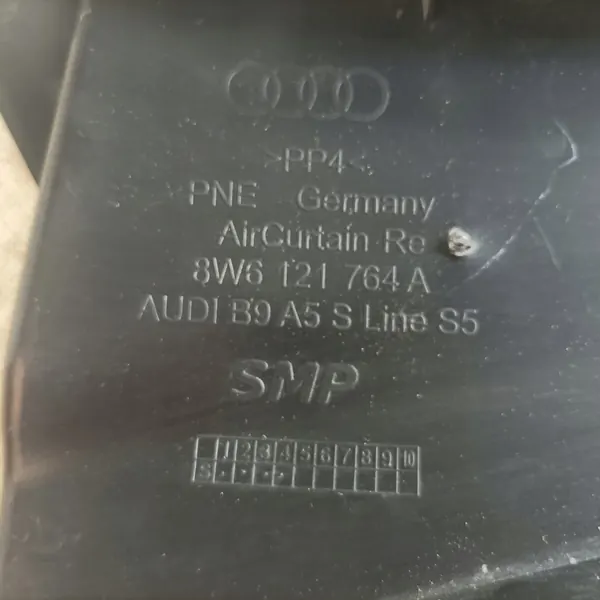 >PP4<
PNE Germany
AirCurtain Re
8W6 121 764 A
AUDI B9 A5 S Line S5
SMP
1 2 3 4 5 6 7 8 9 10
S